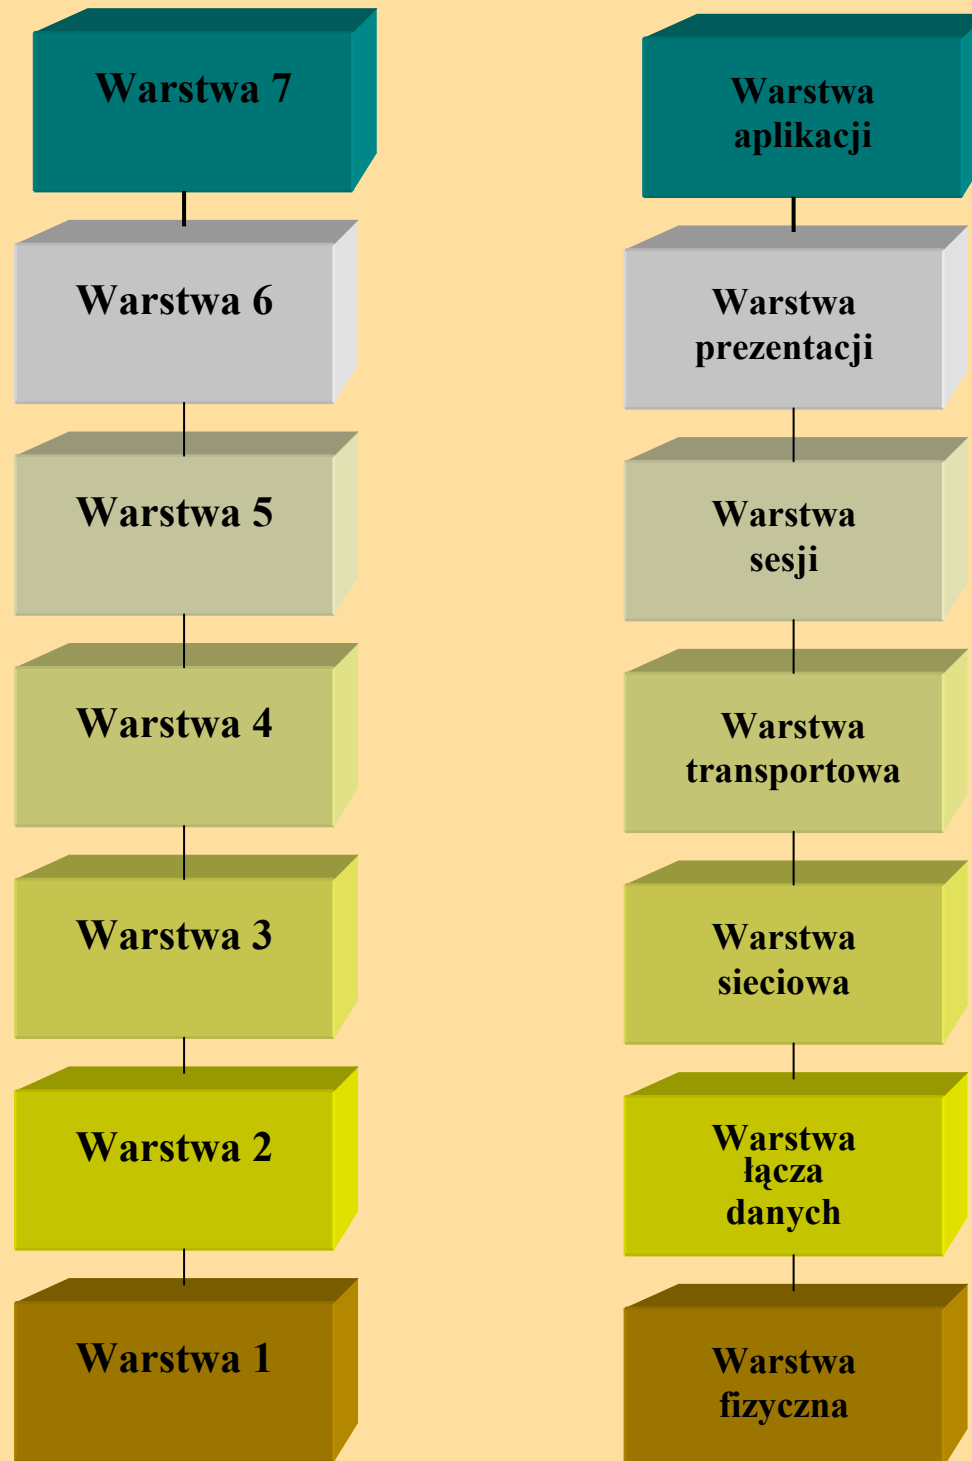 Warstwa 7
Warstwa
aplikacji
Warstwa 6
Warstwa
prezentacji
Warstwa 5
Warstwa
sesji
Warstwa 4
Warstwa
transportowa
Warstwa 3
Warstwa
sieciowa
Warstwa 2
Warstwa
łącza
danych
Warstwa 1
Warstwa
fizyczna